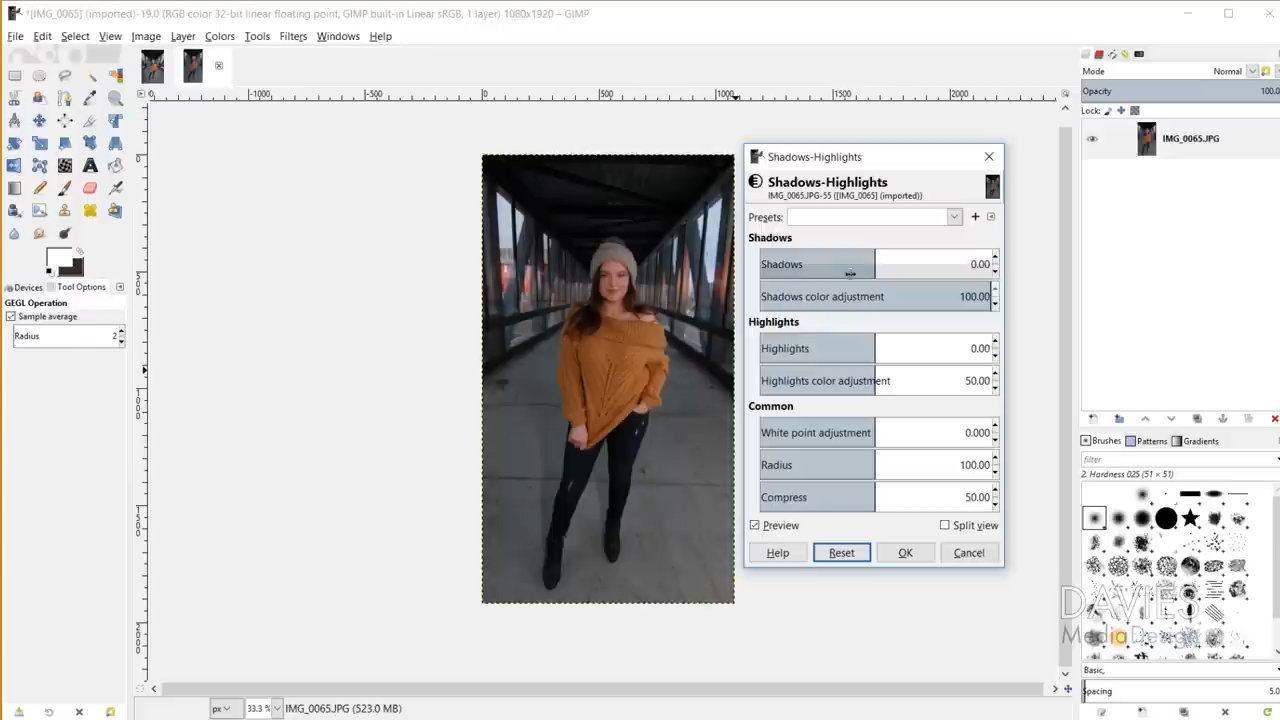 *[IMG_0065] (imported)-19.0 (RGB color 32-bit linear floating point, GIMP built-in Linear sRGB, 1 layer) 1080x1920 – GIMP
File Edit Select View Image Layer Colors Tools Filters Windows Help
Devices Tool Options
GEGL Operation
Sample average
Radius 2
-1000 -500 0 500 1000 1500 2000
Shadows-Highlights
Shadows-Highlights
IMG_0065.JPG-55 ([IMG_0065] (imported))
Presets:
Shadows
Shadows 0.00
Shadows color adjustment 100.00
Highlights
Highlights 0.00
Highlights color adjustment 50.00
Common
White point adjustment 0.000
Radius 100.00
Compress 50.00
Preview Split view
Help Reset OK Cancel
px 33.3 % IMG_0065.JPG (523.0 MB)
Mode Normal
Opacity 100.0
Lock:
IMG_0065.JPG
Brushes Patterns Gradients
filter
2. Hardness 025 (51 × 51)
DAVIES
MediaDesign
Basic,
Spacing 5.0